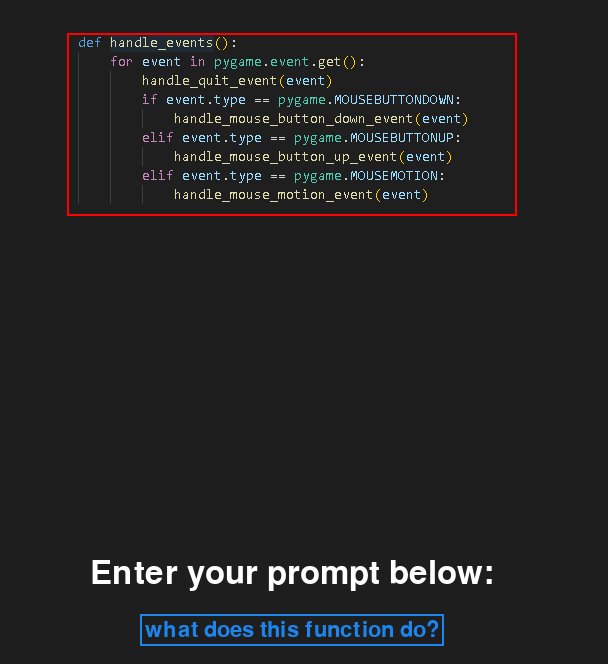 def handle_events():
for event in pygame.event.get():
handle_quit_event(event)
if event.type == pygame.MOUSEBUTTONDOWN:
handle_mouse_button_down_event(event)
elif event.type == pygame.MOUSEBUTTONUP:
handle_mouse_button_up_event(event)
elif event.type == pygame.MOUSEMOTION:
handle_mouse_motion_event(event)
Enter your prompt below:
what does this function do?